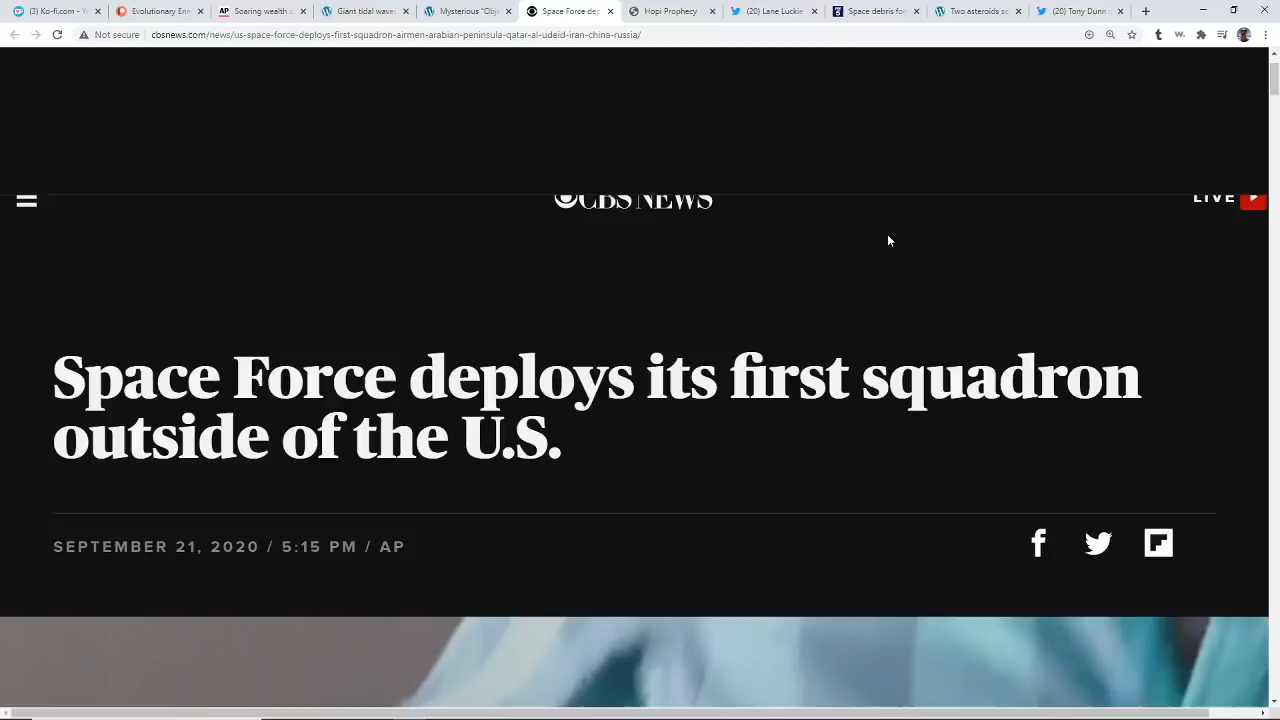 (3) Ko-fi.com - Y
Evolutionary Ene
Soaring wealth
Giant tidal wave
Mysterious "Obj
Space Force dep
Hopi Prophecy
(20) Lane Luckie
Space debris for
Two asteroids s
(20) Tony Dunn
Not secure
cbsnews.com/news/us-space-force-deploys-first-squadron-airmen-arabian-peninsula-qatar-al-udeid-iran-china-russia/
CBS NEWS
LIVE
Space Force deploys its first squadron
outside of the U.S.
SEPTEMBER 21, 2020 / 5:15 PM / AP